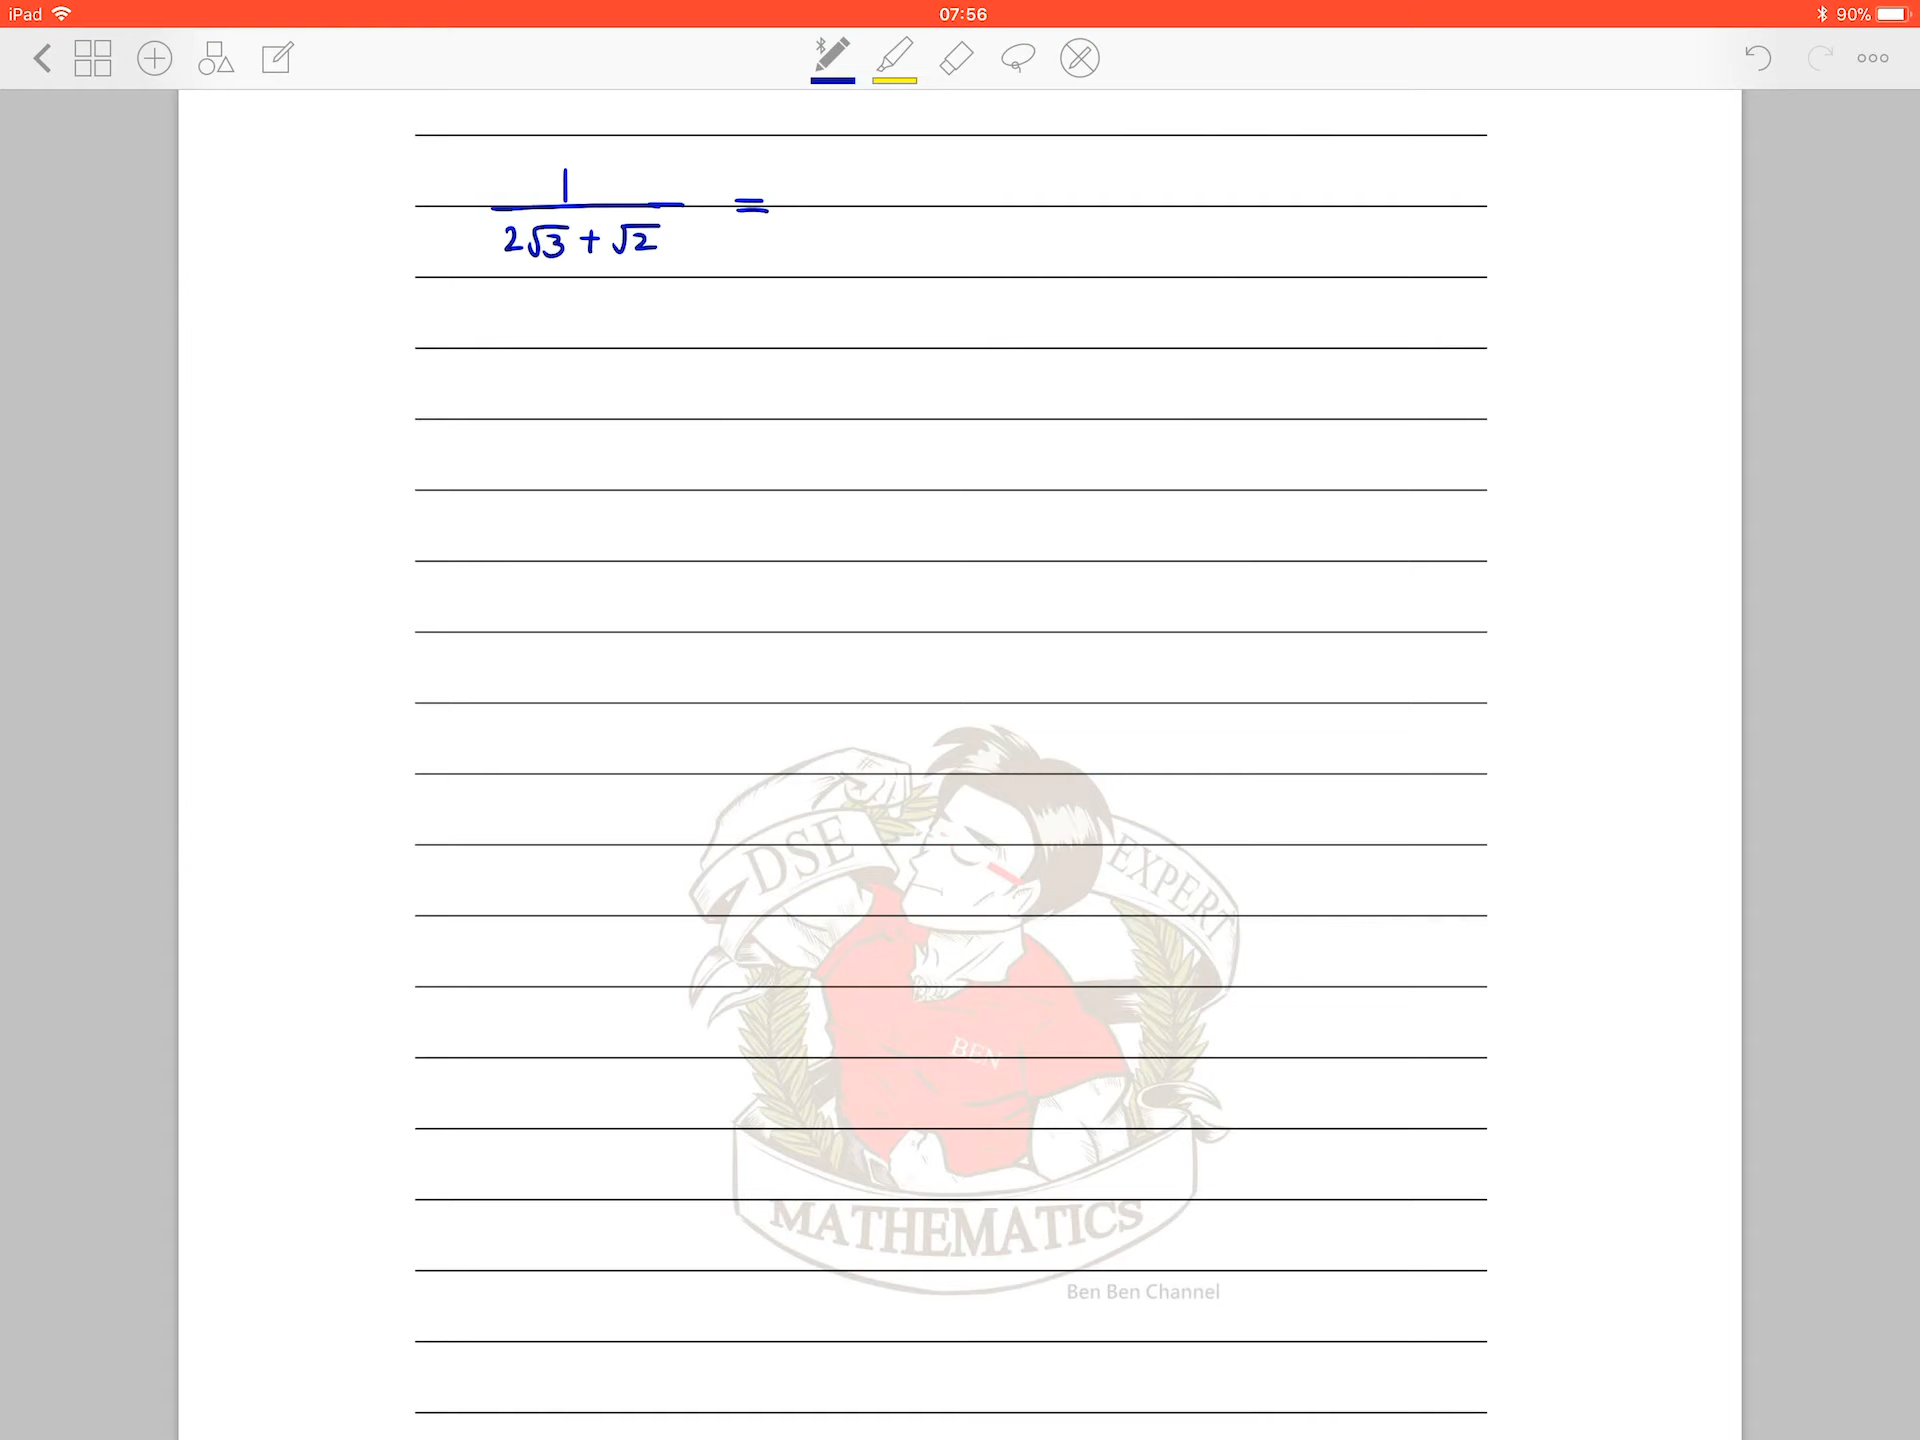 iPad 07:56 90%
1
2√3 + √2 =
DSE
EXPERT
BEN
MATHEMATICS
Ben Ben Channel